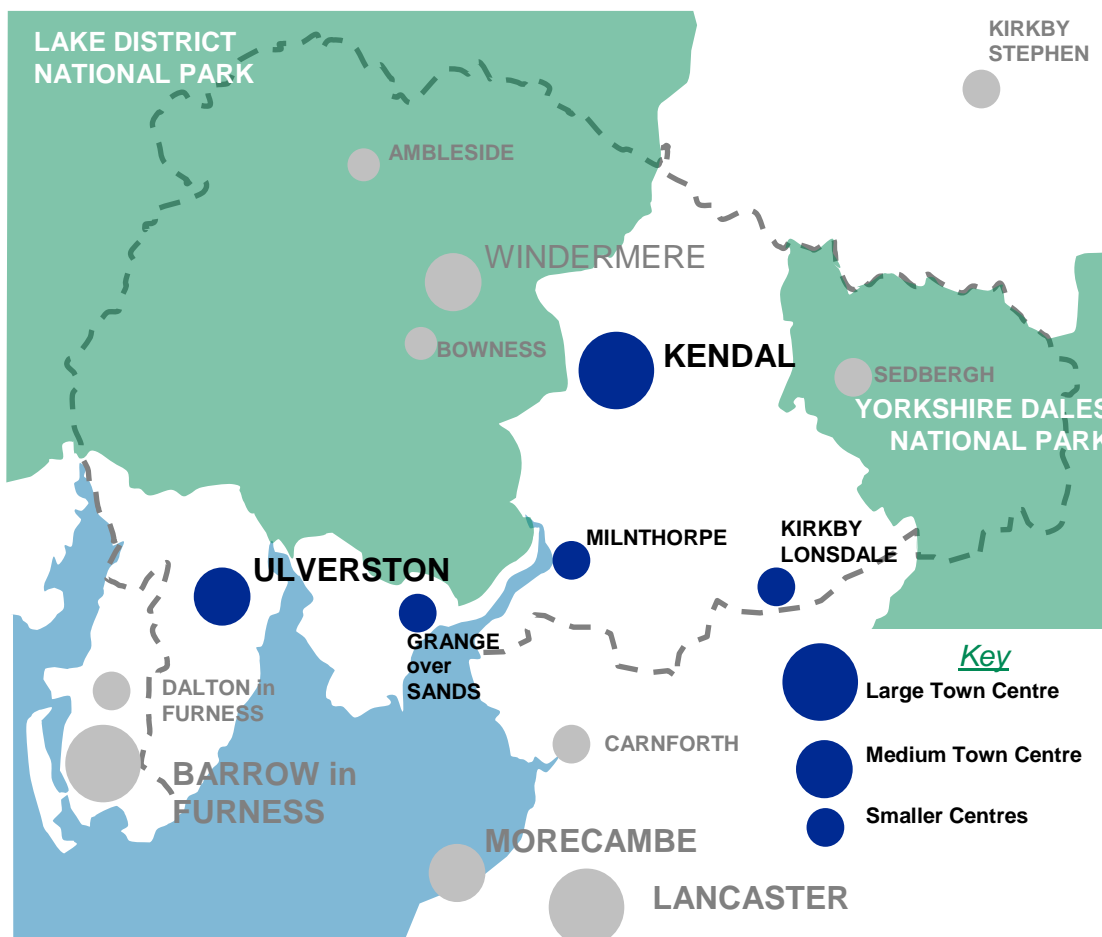 LAKE DISTRICT
NATIONAL PARK
KIRKBY
STEPHEN
AMBLESIDE
WINDERMERE
BOWNESS
KENDAL
SEDBERGH
YORKSHIRE DALES
NATIONAL PARK
MILNTHORPE
KIRKBY
LONSDALE
ULVERSTON
GRANGE
over
SANDS
DALTON in
FURNESS
BARROW in
FURNESS
CARNFORTH
MORECAMBE
LANCASTER
Key
Large Town Centre
Medium Town Centre
Smaller Centres